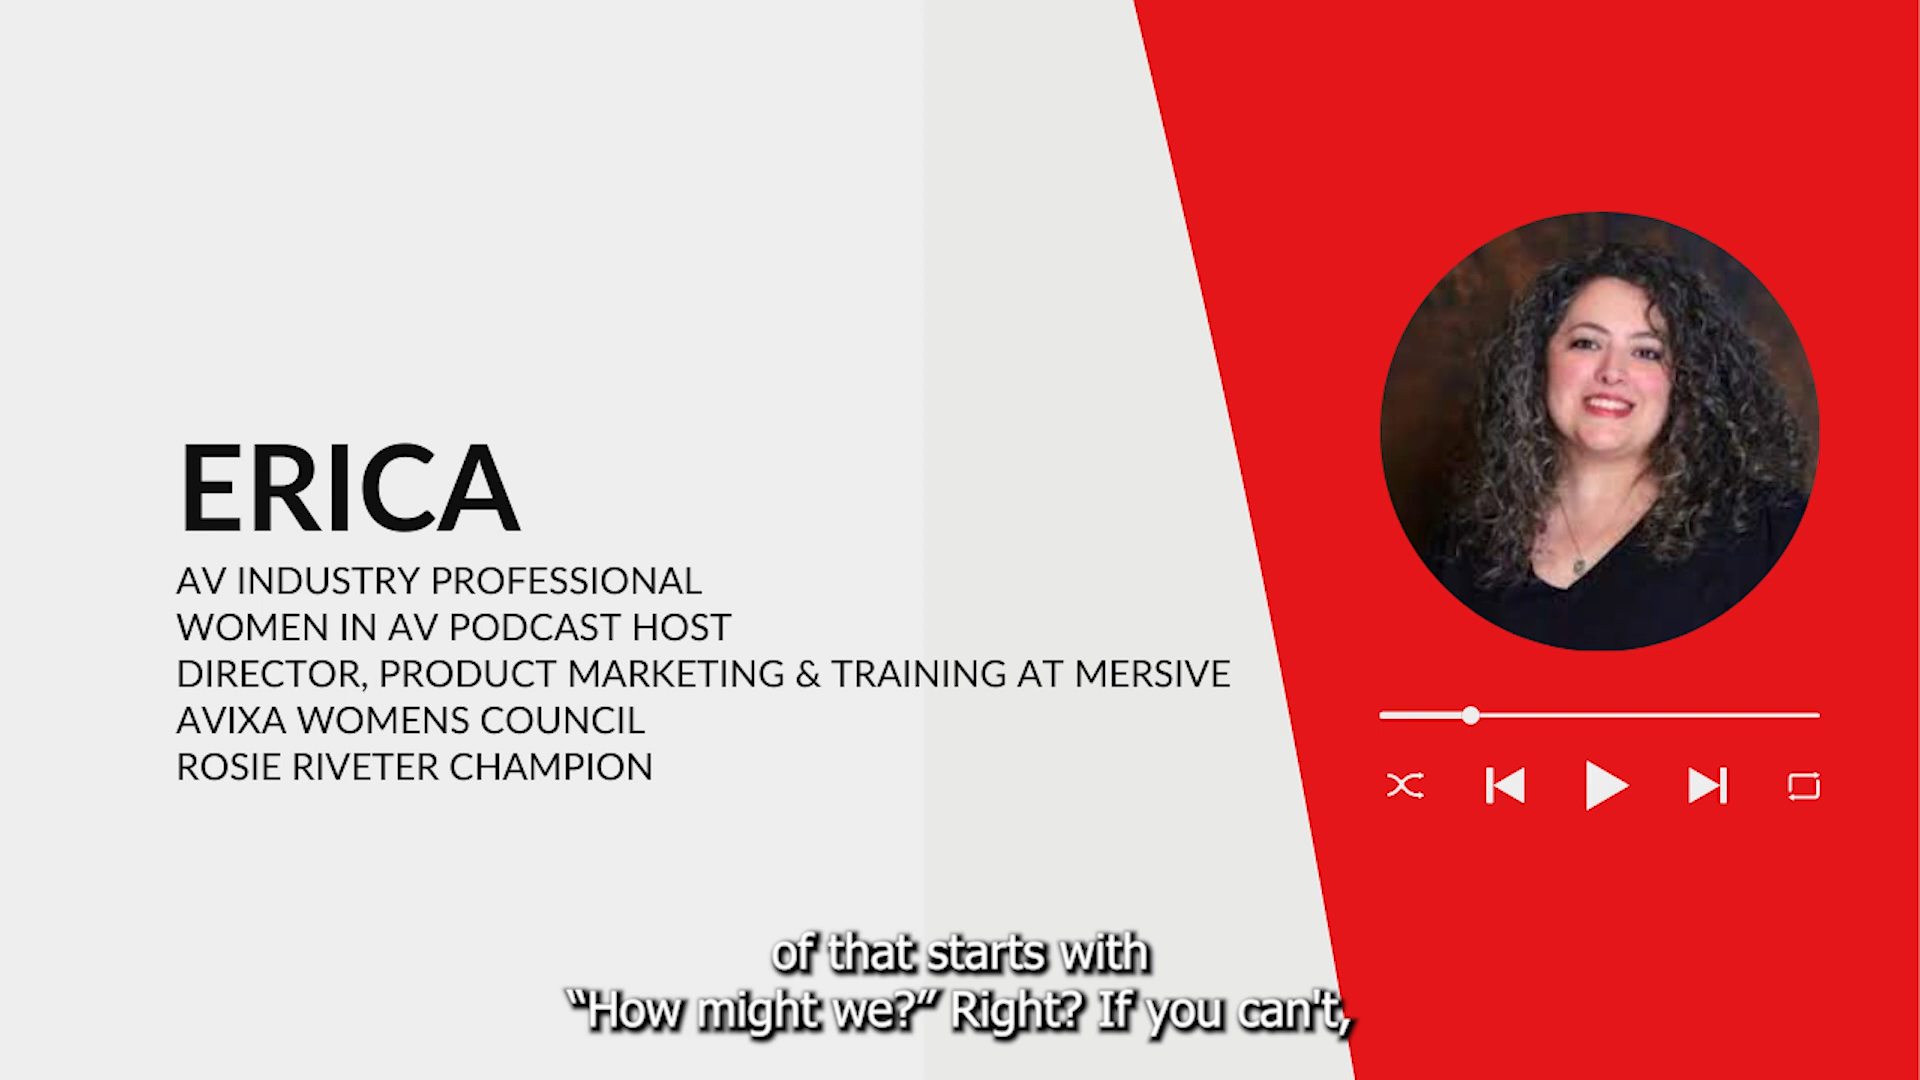 ERICA
AV INDUSTRY PROFESSIONAL
WOMEN IN AV PODCAST HOST
DIRECTOR, PRODUCT MARKETING & TRAINING AT MERSIVE
AVIXA WOMENS COUNCIL
ROSIE RIVETER CHAMPION
of that starts with
“How might we?” Right? If you can't,